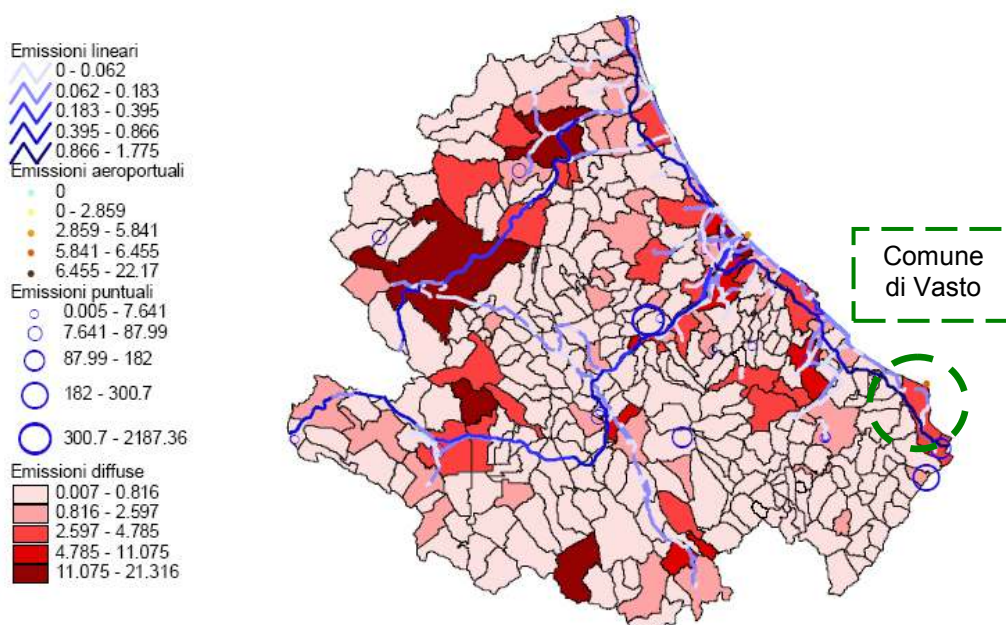 Emissioni lineari
0 - 0.062
0.062 - 0.183
0.183 - 0.395
0.395 - 0.866
0.866 - 1.775
Emissioni aeroportuali
0
0 - 2.859
2.859 - 5.841
5.841 - 6.455
6.455 - 22.17
Emissioni puntuali
0.005 - 7.641
7.641 - 87.99
87.99 - 182
182 - 300.7
300.7 - 2187.36
Emissioni diffuse
0.007 - 0.816
0.816 - 2.597
2.597 - 4.785
4.785 - 11.075
11.075 - 21.316
Comune
di Vasto